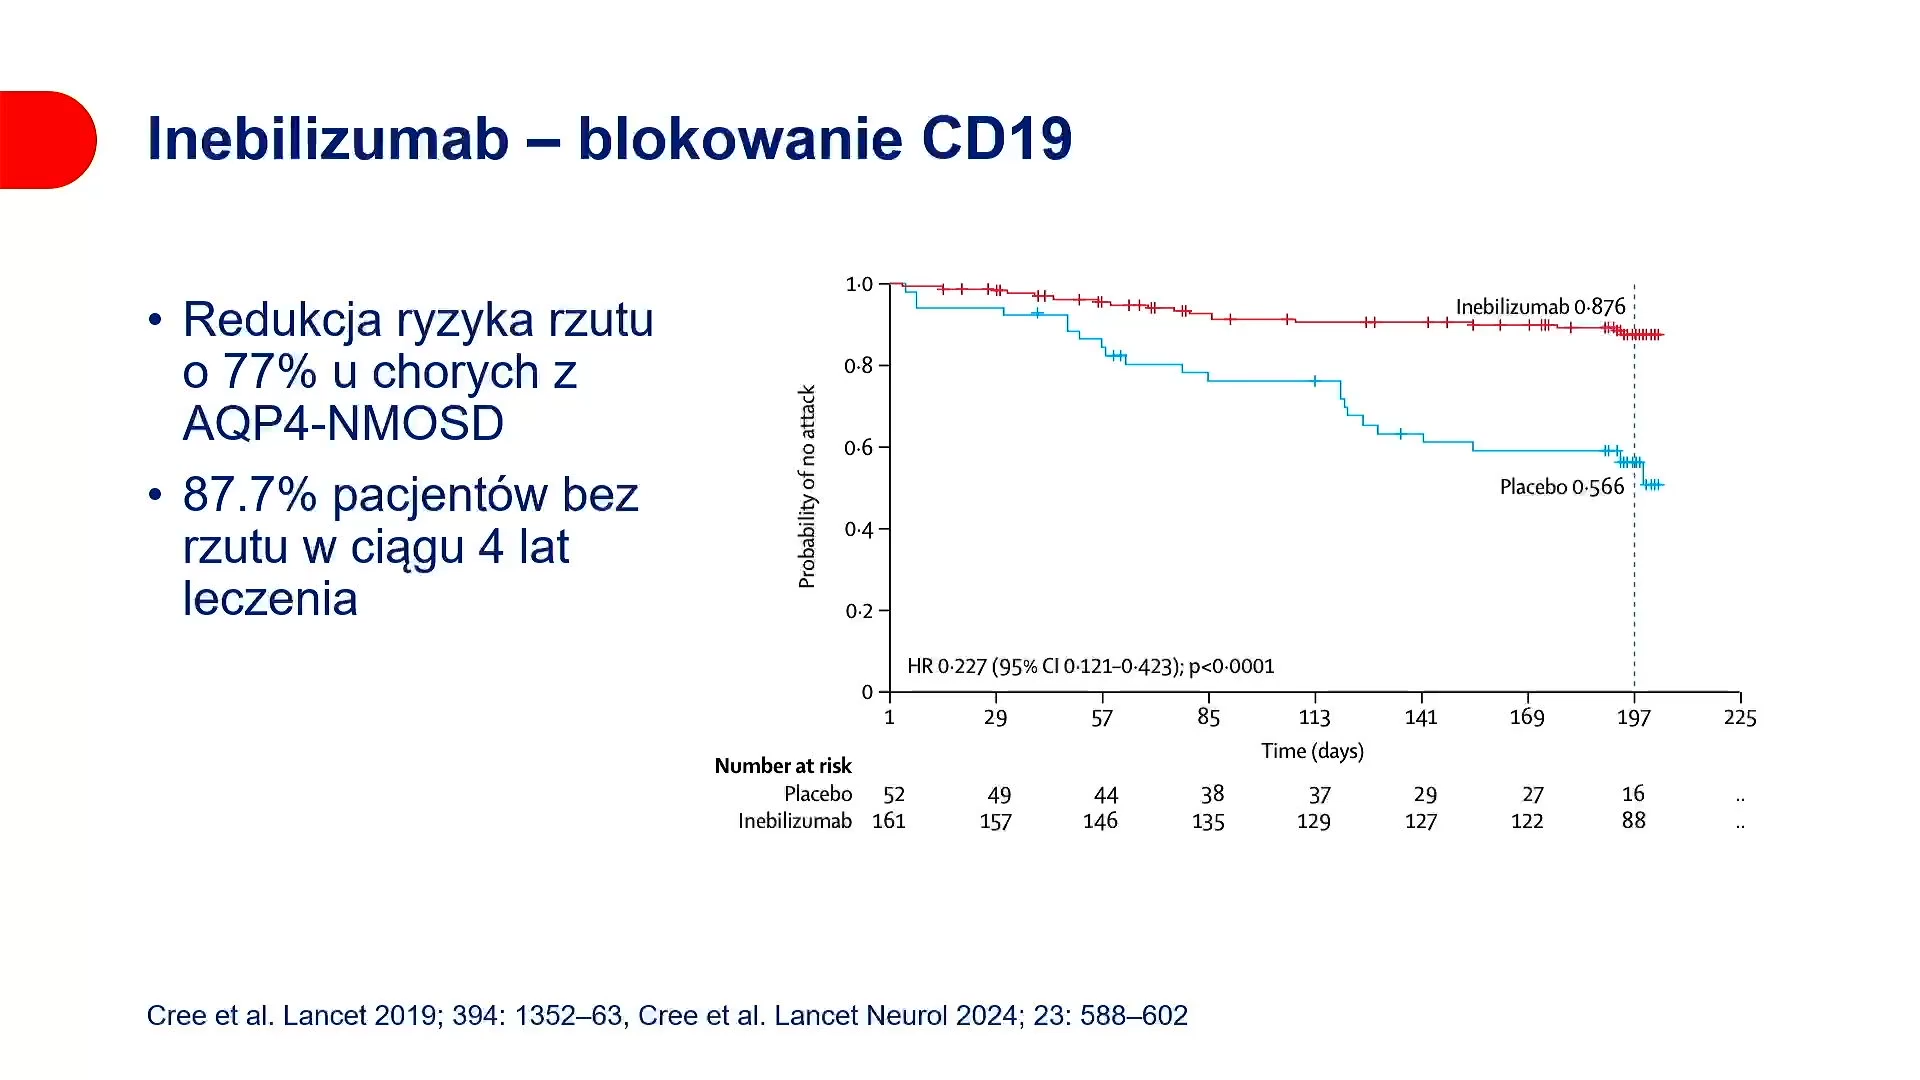 Inebilizumab – blokowanie CD19
• Redukcja ryzyka rzutu
o 77% u chorych z
AQP4-NMOSD
• 87.7% pacjentów bez
rzutu w ciągu 4 lat
leczenia
Probability of no attack
1·0
0·8
0·6
0·4
0·2
0
Inebilizumab 0·876
Placebo 0·566
HR 0·227 (95% CI 0·121–0·423); p<0·0001
1 29 57 85 113 141 169 197 225
Time (days)
Number at risk
Placebo 52 49 44 38 37 29 27 16 ..
Inebilizumab 161 157 146 135 129 127 122 88 ..
Cree et al. Lancet 2019; 394: 1352–63, Cree et al. Lancet Neurol 2024; 23: 588–602